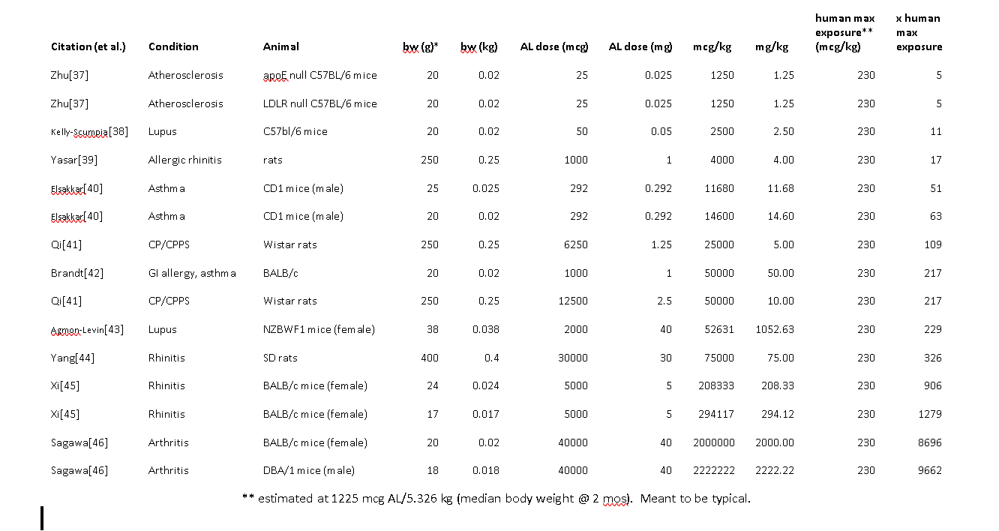 Citation (et al.) Condition Animal bw (g)* bw (kg) AL dose (mcg) AL dose (mg) mcg/kg mg/kg human max exposure** (mcg/kg) x human max exposure
Zhu[37] Atherosclerosis apoE null C57BL/6 mice 20 0.02 25 0.025 1250 1.25 230 5
Zhu[37] Atherosclerosis LDLR null C57BL/6 mice 20 0.02 25 0.025 1250 1.25 230 5
Kelly-Scumpia[38] Lupus C57bl/6 mice 20 0.02 50 0.05 2500 2.50 230 11
Yasar[39] Allergic rhinitis rats 250 0.25 1000 1 4000 4.00 230 17
Elsakkar[40] Asthma CD1 mice (male) 25 0.025 292 0.292 11680 11.68 230 51
Elsakkar[40] Asthma CD1 mice (male) 20 0.02 292 0.292 14600 14.60 230 63
Qi[41] CP/CPPS Wistar rats 250 0.25 6250 1.25 25000 5.00 230 109
Brandt[42] GI allergy, asthma BALB/c 20 0.02 1000 1 50000 50.00 230 217
Qi[41] CP/CPPS Wistar rats 250 0.25 12500 2.5 50000 10.00 230 217
Agmon-Levin[43] Lupus NZBWF1 mice (female) 38 0.038 2000 40 52631 1052.63 230 229
Yang[44] Rhinitis SD rats 400 0.4 30000 30 75000 75.00 230 326
Xi[45] Rhinitis BALB/c mice (female) 24 0.024 5000 5 208333 208.33 230 906
Xi[45] Rhinitis BALB/c mice (female) 17 0.017 5000 5 294117 294.12 230 1279
Sagawa[46] Arthritis BALB/c mice (female) 20 0.02 40000 40 2000000 2000.00 230 8696
Sagawa[46] Arthritis DBA/1 mice (male) 18 0.018 40000 40 2222222 2222.22 230 9662
** estimated at 1225 mcg AL/5.326 kg (median body weight @ 2 mos). Meant to be typical.